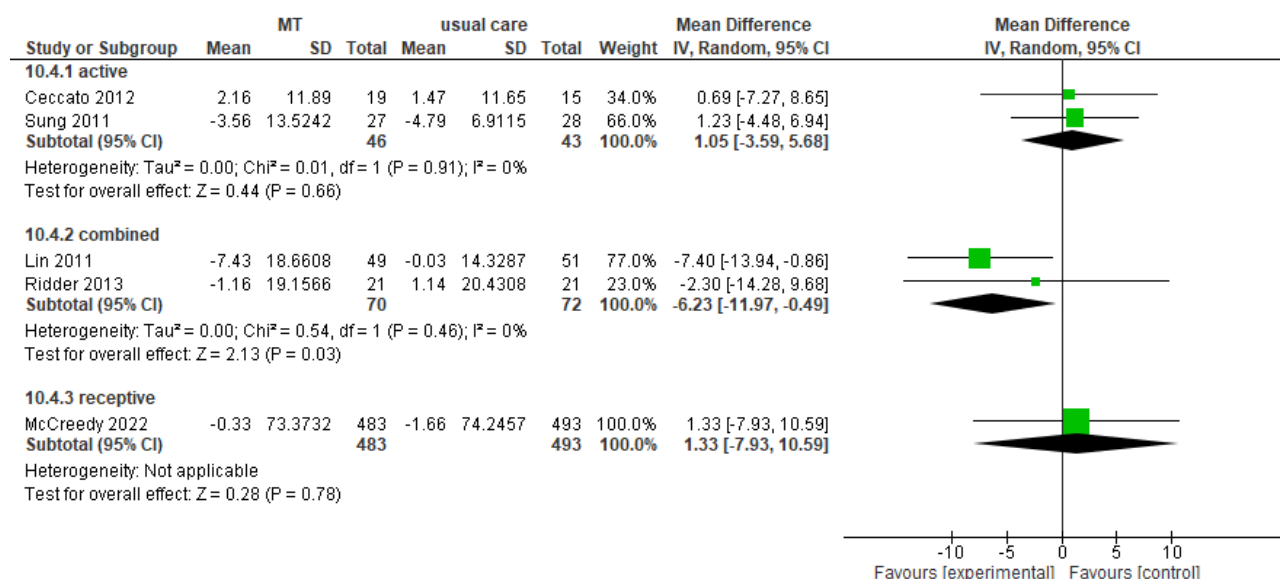 MT usual care Mean Difference Mean Difference
Study or Subgroup Mean SD Total Mean SD Total Weight IV, Random, 95% CI IV, Random, 95% CI
10.4.1 active
Ceccato 2012 2.16 11.89 19 1.47 11.65 15 34.0% 0.69 [-7.27, 8.65]
Sung 2011 -3.56 13.5242 27 -4.79 6.9115 28 66.0% 1.23 [-4.48, 6.94]
Subtotal (95% CI) 46 43 100.0% 1.05 [-3.59, 5.68]
Heterogeneity: Tau² = 0.00; Chi² = 0.01, df = 1 (P = 0.91); I² = 0%
Test for overall effect: Z = 0.44 (P = 0.66)
10.4.2 combined
Lin 2011 -7.43 18.6608 49 -0.03 14.3287 51 77.0% -7.40 [-13.94, -0.86]
Ridder 2013 -1.16 19.1566 21 1.14 20.4308 21 23.0% -2.30 [-14.28, 9.68]
Subtotal (95% CI) 70 72 100.0% -6.23 [-11.97, -0.49]
Heterogeneity: Tau² = 0.00; Chi² = 0.54, df = 1 (P = 0.46); I² = 0%
Test for overall effect: Z = 2.13 (P = 0.03)
10.4.3 receptive
McCreedy 2022 -0.33 73.3732 483 -1.66 74.2457 493 100.0% 1.33 [-7.93, 10.59]
Subtotal (95% CI) 483 493 100.0% 1.33 [-7.93, 10.59]
Heterogeneity: Not applicable
Test for overall effect: Z = 0.28 (P = 0.78)
-10 -5 0 5 10
Favours [experimental] Favours [control]